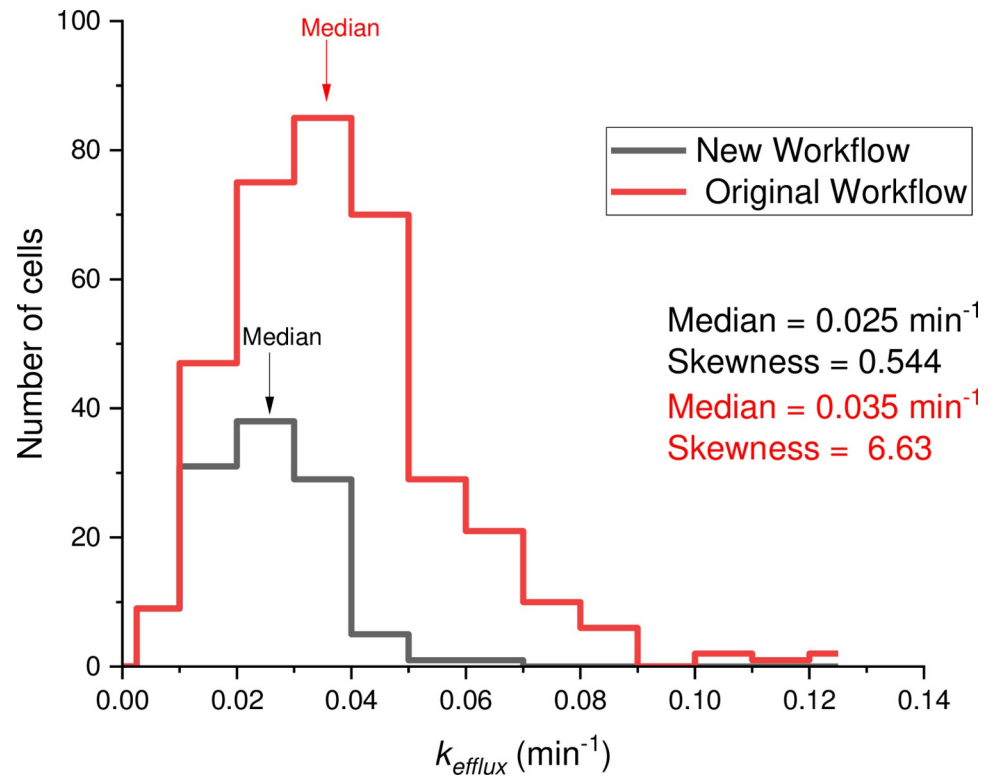 100
80
60
40
20
0
Number of cells
Median
Median
New Workflow
Original Workflow
Median = 0.025 min⁻¹
Skewness = 0.544
Median = 0.035 min⁻¹
Skewness = 6.63
0.00 0.02 0.04 0.06 0.08 0.10 0.12 0.14
k_efflux (min⁻¹)